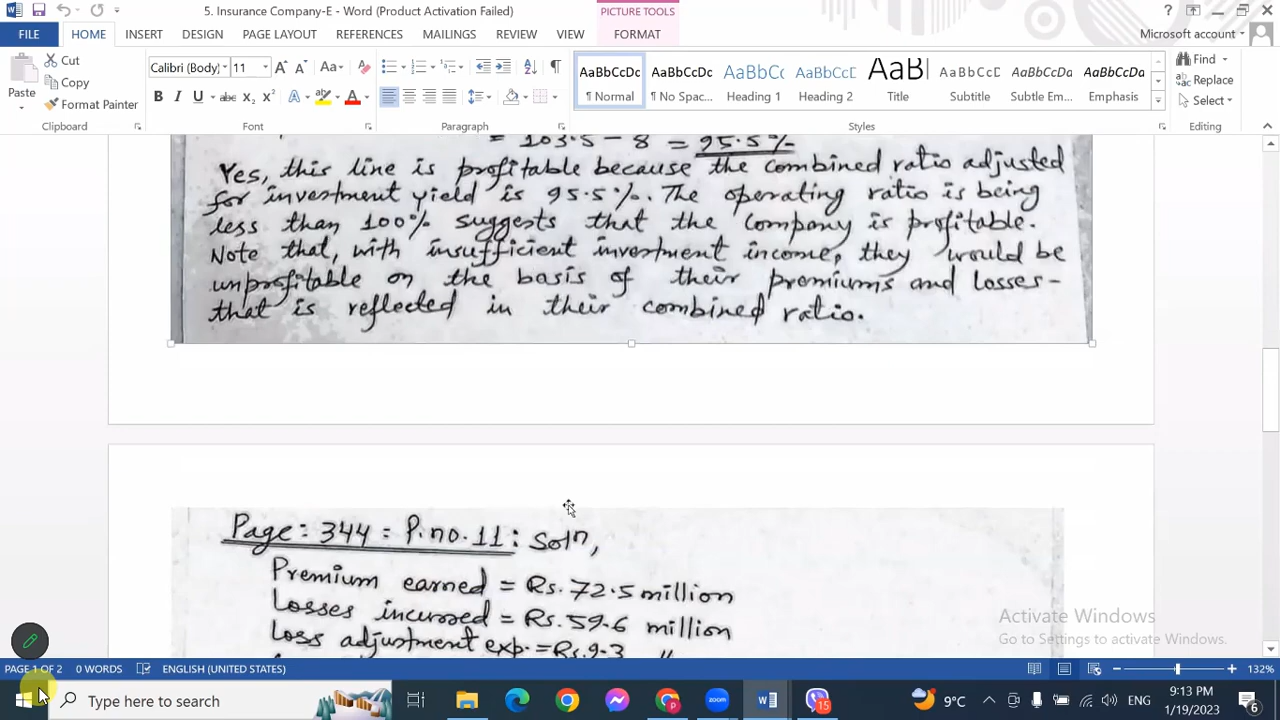 5. Insurance Company-E - Word (Product Activation Failed)
PICTURE TOOLS
FILE
HOME
INSERT
DESIGN
PAGE LAYOUT
REFERENCES
MAILINGS
REVIEW
VIEW
FORMAT
Microsoft account
Paste
Cut
Copy
Format Painter
Clipboard
Calibri (Body)
11
Font
Paragraph
AaBbCcDc
¶ Normal
AaBbCcDc
¶ No Spac...
AaBbCc
Heading 1
AaBbCcC
Heading 2
AaB
Title
AaBbCcD
Subtitle
AaBbCcDc
Subtle Em...
AaBbCcDc
Emphasis
Styles
Find
Replace
Select
Editing
= 103.5 - 8 = 95.5%
Yes, this line is profitable because the combined ratio adjusted
for investment yield is 95.5%. The operating ratio is being
less than 100% suggests that the company is profitable.
Note that, with insufficient investment income, they would be
unprofitable on the basis of their premiums and losses-
that is reflected in their combined ratio.
Page: 344 = P.no. 11: Soln,
Premium earned = Rs. 72.5 million
Losses incurred = Rs. 59.6 million
Loss adjustment exp. = Rs. 9.3 "
Activate Windows
Go to Settings to activate Windows.
PAGE 1 OF 2
0 WORDS
ENGLISH (UNITED STATES)
132%
Type here to search
zoom
15
9°C
ENG
9:13 PM
1/19/2023
6